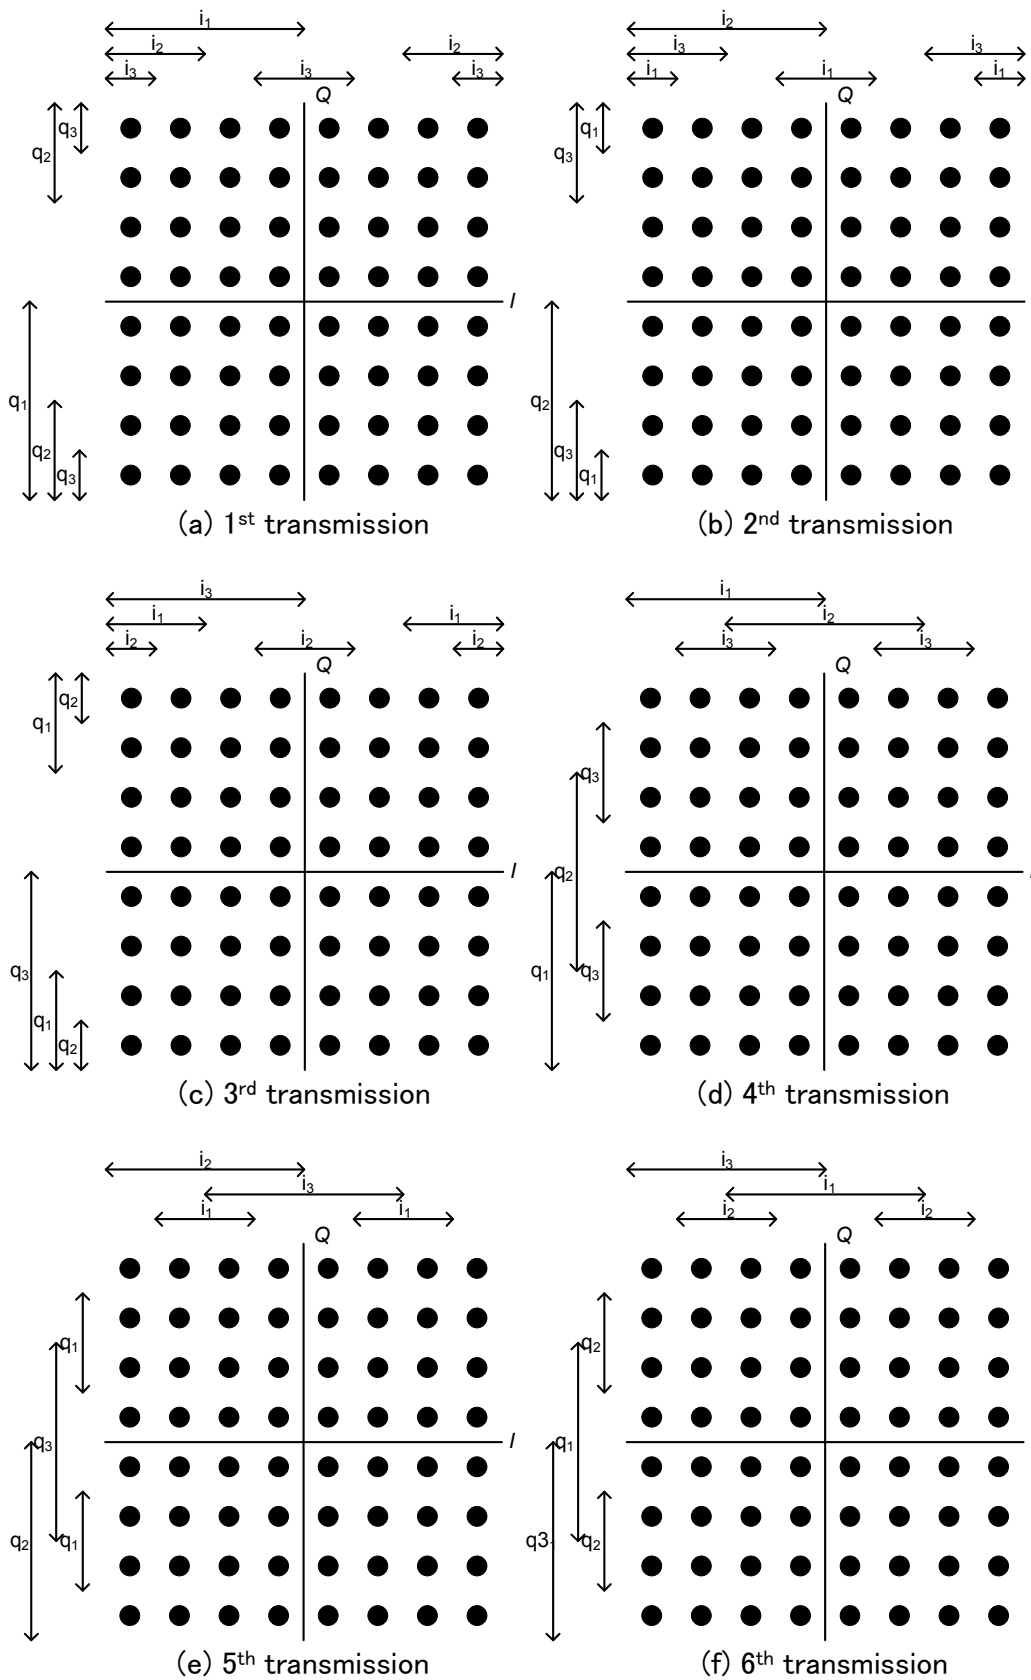 i₁ i₂
i₂ i₂ i₃ i₃
i₃ i₃ i₃ i₁ i₁ i₁
Q Q
q₃ q₁
q₂ q₃
I
q₁ q₂
q₂ q₃
q₃ q₁
(a) 1st transmission (b) 2nd transmission
i₃ i₁
i₁ i₁ i₂
i₂ i₂ i₂ i₃ i₃
Q Q
q₂
q₁
q₃
I
q₂
q₃ q₁ q₃
q₁
q₂
(c) 3rd transmission (d) 4th transmission
i₂ i₃
i₃ i₁
i₁ i₁ i₂ i₂
Q Q
q₁ q₂
q₃ q₁
I
q₂ q₁ q3 q₂
(e) 5th transmission (f) 6th transmission